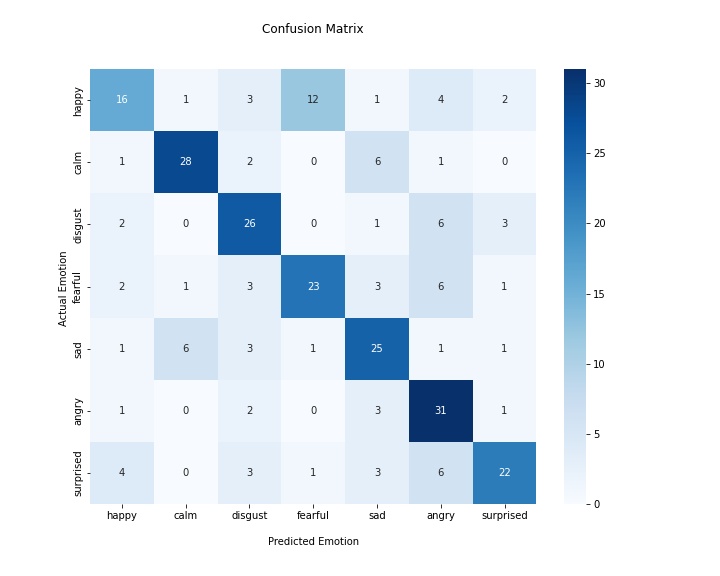 Confusion Matrix
happy 16 1 3 12 1 4 2
calm 1 28 2 0 6 1 0
disgust 2 0 26 0 1 6 3
fearful 2 1 3 23 3 6 1
sad 1 6 3 1 25 1 1
angry 1 0 2 0 3 31 1
surprised 4 0 3 1 3 6 22
Actual Emotion
happy calm disgust fearful sad angry surprised
Predicted Emotion
30
25
20
15
10
5
0